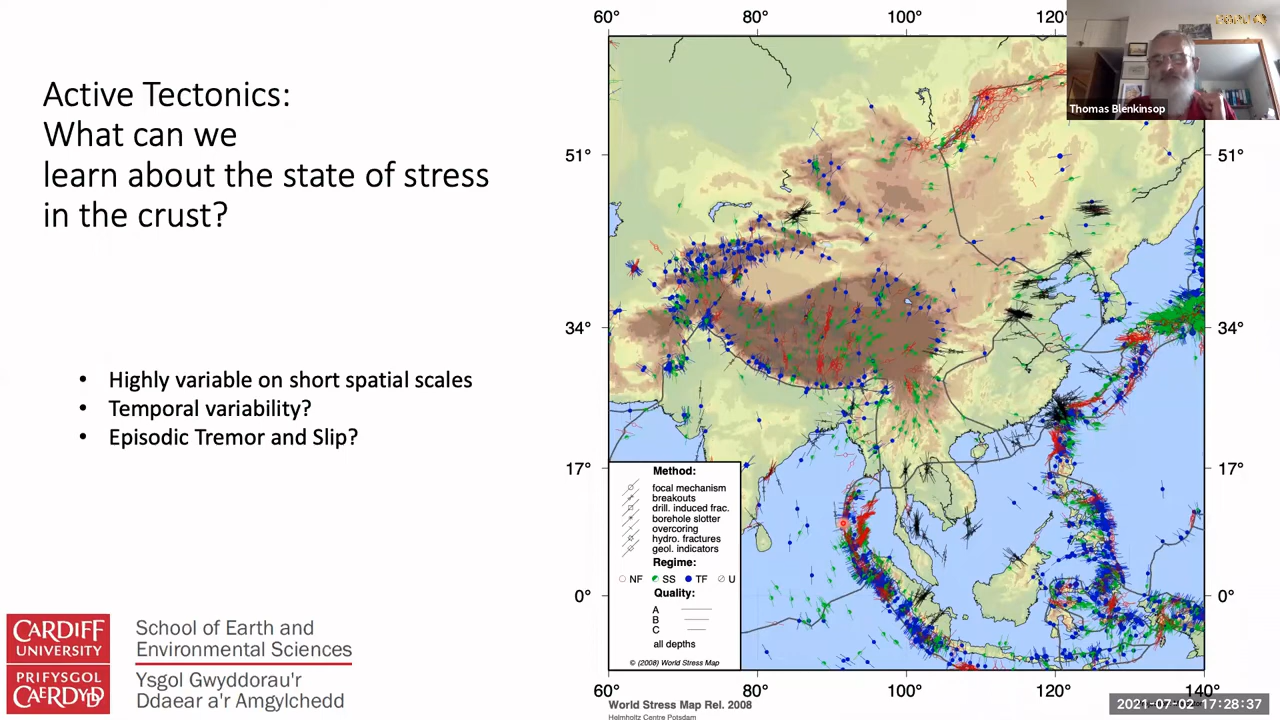 Active Tectonics:
What can we
learn about the state of stress
in the crust?
• Highly variable on short spatial scales
• Temporal variability?
• Episodic Tremor and Slip?
CARDIFF
UNIVERSITY
PRIFYSGOL
CAERDYDD
School of Earth and
Environmental Sciences
Ysgol Gwyddorau'r
Ddaear a'r Amgylchedd
60° 80° 100° 120°
51° 51°
34° 34°
17° 17°
0° 0°
60° 80° 100° 120° 140°
Method:
focal mechanism
breakouts
drill. induced frac.
borehole slotter
overcoring
hydro. fractures
geol. indicators
Regime:
NF SS TF U
Quality:
A
B
C
all depths
© (2008) World Stress Map
World Stress Map Rel. 2008
Helmholtz Centre Potsdam
Thomas Blenkinsop
2021-07-02 17:28:37